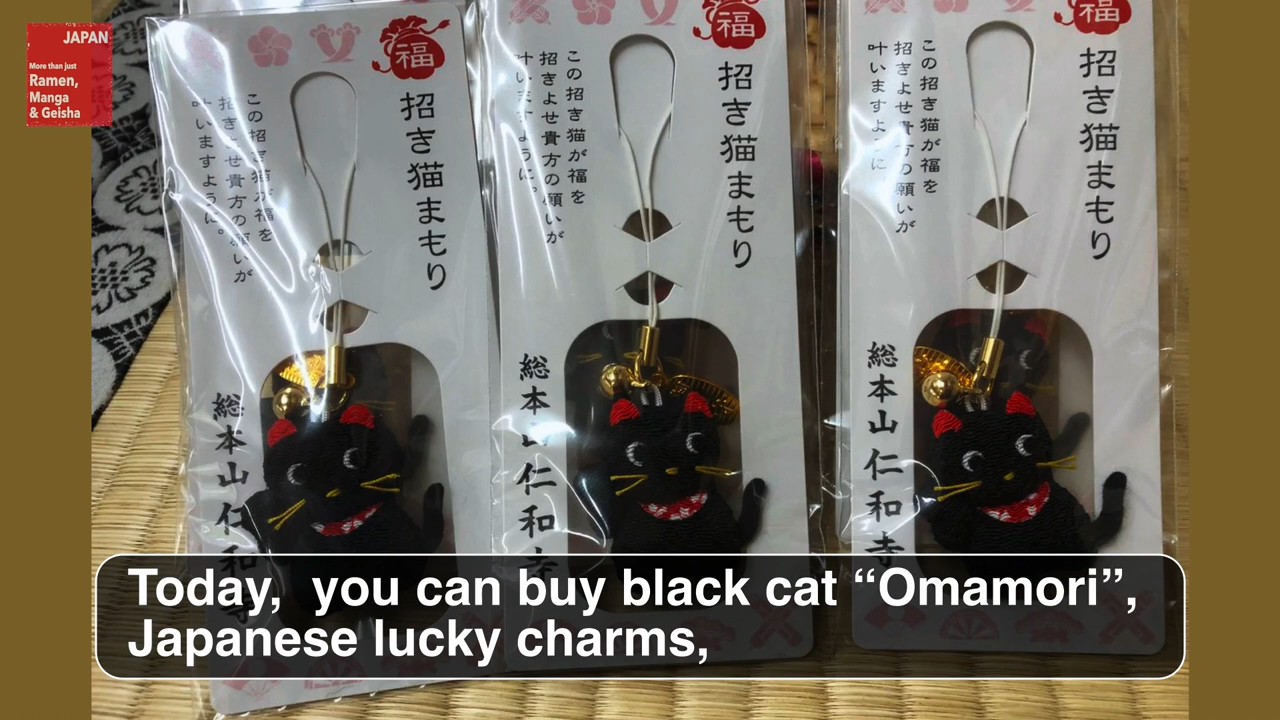 JAPAN
More than just
Ramen,
Manga
& Geisha
福
招き猫まもり
この招き猫が福を
招きよせ貴方の願いが
叶いますように。
総本山仁和寺
福
招き猫まもり
この招き猫が福を
招きよせ貴方の願いが
叶いますように。
総本山仁和寺
福
招き猫まもり
この招き猫が福を
招きよせ貴方の願いが
叶いますように
総本山仁和寺
Today, you can buy black cat “Omamori”,
Japanese lucky charms,